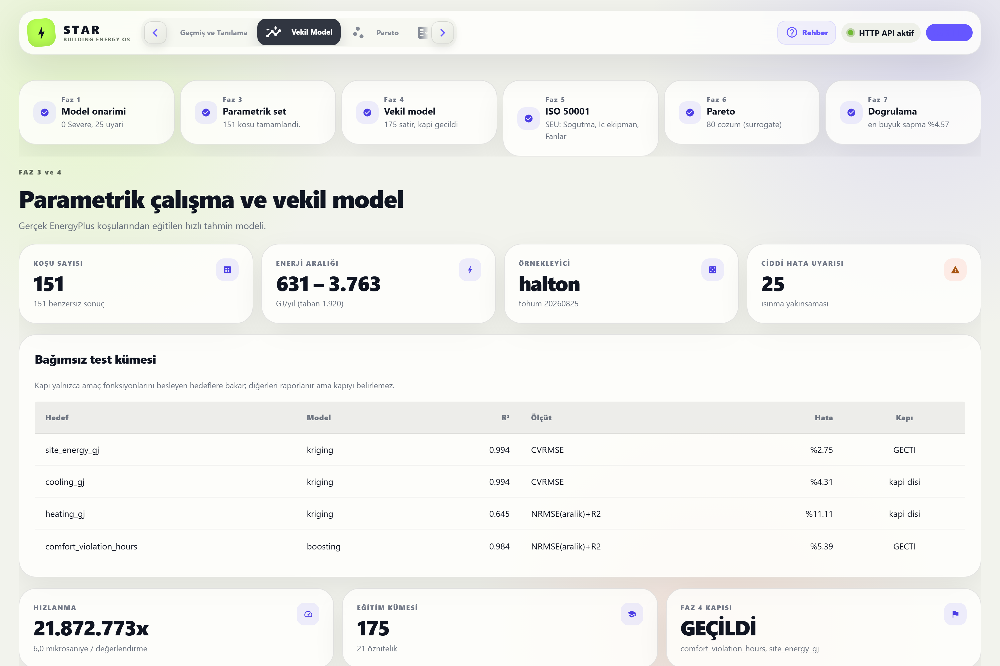 STAR
BUILDING ENERGY OS
Geçmiş ve Tanılama
Vekil Model
Pareto
Rehber
HTTP API aktif
Faz 1
Model onarimi
0 Severe, 25 uyari
Faz 3
Parametrik set
151 kosu tamamlandi.
Faz 4
Vekil model
175 satir, kapi gecildi
Faz 5
ISO 50001
SEU: Sogutma, Ic ekipman,
Fanlar
Faz 6
Pareto
80 cozum (surrogate)
Faz 7
Dogrulama
en buyuk sapma %4.57
FAZ 3 ve 4
Parametrik çalışma ve vekil model
Gerçek EnergyPlus koşularından eğitilen hızlı tahmin modeli.
KOŞU SAYISI
151
151 benzersiz sonuç
ENERJİ ARALIĞI
631 – 3.763
GJ/yıl (taban 1.920)
ÖRNEKLEYİCİ
halton
tohum 20260825
CİDDİ HATA UYARISI
25
ısınma yakınsaması
Bağımsız test kümesi
Kapı yalnızca amaç fonksiyonlarını besleyen hedeflere bakar; diğerleri raporlanır ama kapıyı belirlemez.
Hedef Model R² Ölçüt Hata Kapı
site_energy_gj kriging 0.994 CVRMSE %2.75 GECTI
cooling_gj kriging 0.994 CVRMSE %4.31 kapi disi
heating_gj kriging 0.645 NRMSE(aralik)+R2 %11.11 kapi disi
comfort_violation_hours boosting 0.984 NRMSE(aralik)+R2 %5.39 GECTI
HIZLANMA
21.872.773x
6,0 mikrosaniye / değerlendirme
EĞİTİM KÜMESİ
175
21 öznitelik
FAZ 4 KAPISI
GEÇİLDİ
comfort_violation_hours, site_energy_gj